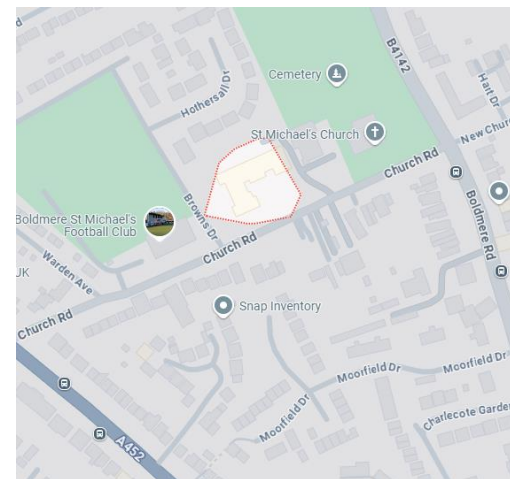 B4142
Cemetery
Hothersall Dr
Hart Dr
St Michael's Church
New Churc
Church Rd
Browns Dr
Boldmere St Michael's
Football Club
Boldmere Rd
Church Rd
UK
Warden Ave
Snap Inventory
Church Rd
Moorfield Dr
Moorfield Dr
Moorfield Dr
Charlecote Garde
A452